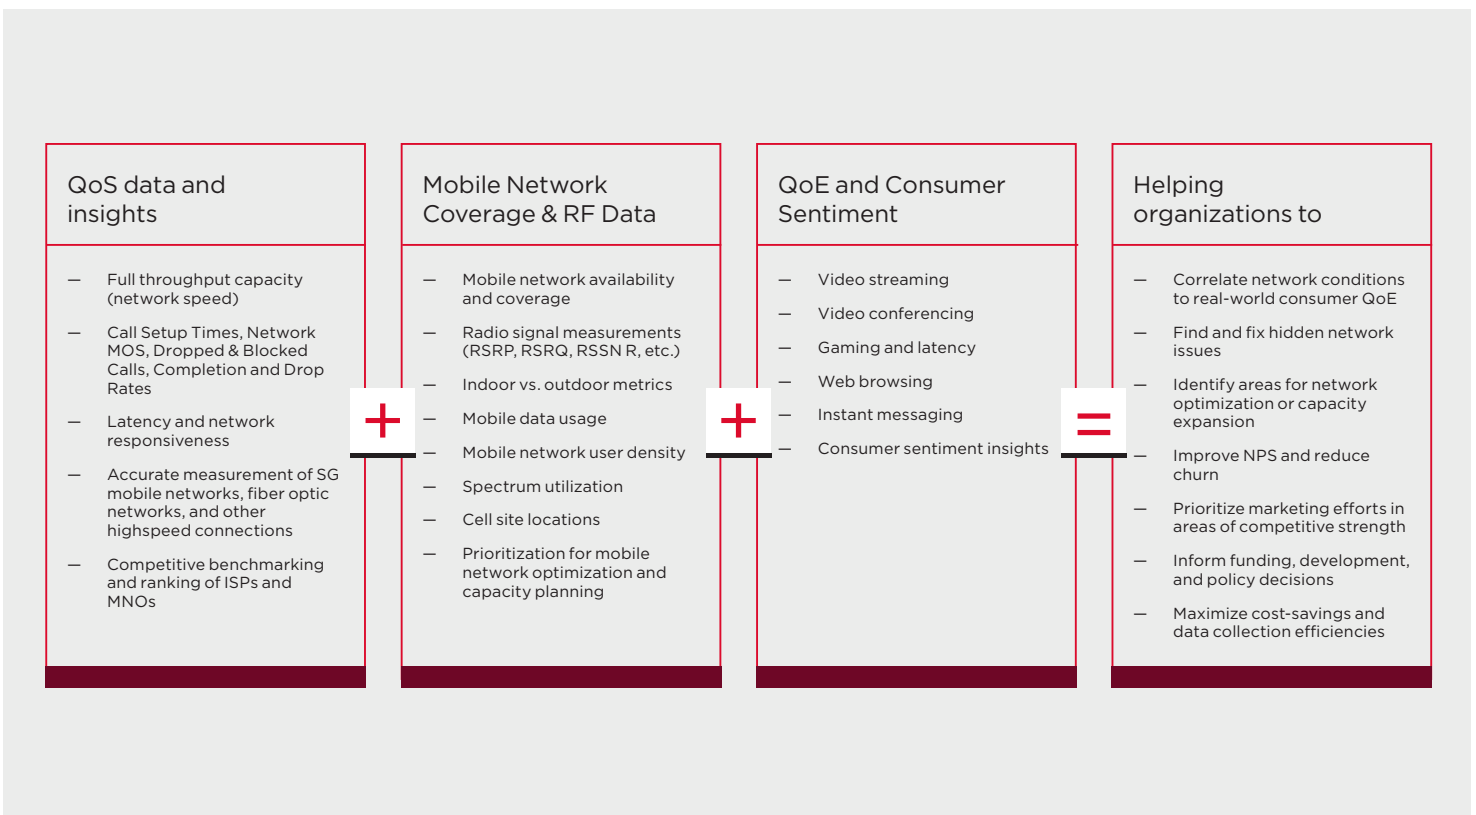 QoS data and
insights
— Full throughput capacity
(network speed)
— Call Setup Times, Network
MOS, Dropped & Blocked
Calls, Completion and Drop
Rates
— Latency and network
responsiveness
— Accurate measurement of SG
mobile networks, fiber optic
networks, and other
highspeed connections
— Competitive benchmarking
and ranking of ISPs and
MNOs
+
Mobile Network
Coverage & RF Data
— Mobile network availability
and coverage
— Radio signal measurements
(RSRP, RSRQ, RSSN R, etc.)
— Indoor vs. outdoor metrics
— Mobile data usage
— Mobile network user density
— Spectrum utilization
— Cell site locations
— Prioritization for mobile
network optimization and
capacity planning
+
QoE and Consumer
Sentiment
— Video streaming
— Video conferencing
— Gaming and latency
— Web browsing
— Instant messaging
— Consumer sentiment insights
=
Helping
organizations to
— Correlate network conditions
to real-world consumer QoE
— Find and fix hidden network
issues
— Identify areas for network
optimization or capacity
expansion
— Improve NPS and reduce
churn
— Prioritize marketing efforts in
areas of competitive strength
— Inform funding, development,
and policy decisions
— Maximize cost-savings and
data collection efficiencies